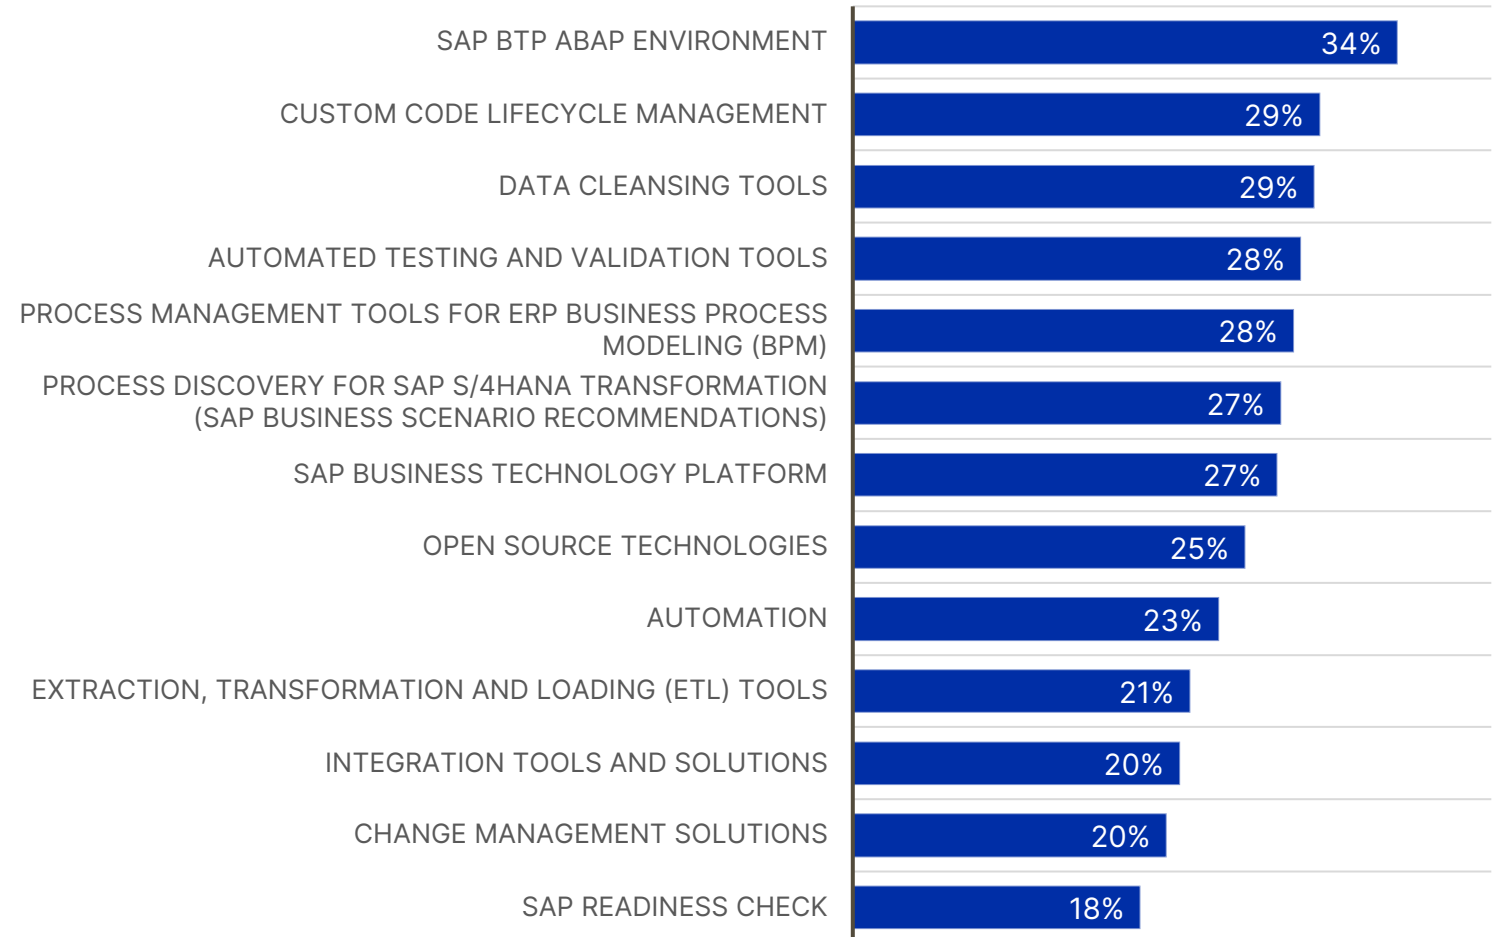 SAP BTP ABAP ENVIRONMENT 34%
CUSTOM CODE LIFECYCLE MANAGEMENT 29%
DATA CLEANSING TOOLS 29%
AUTOMATED TESTING AND VALIDATION TOOLS 28%
PROCESS MANAGEMENT TOOLS FOR ERP BUSINESS PROCESS
MODELING (BPM) 28%
PROCESS DISCOVERY FOR SAP S/4HANA TRANSFORMATION
(SAP BUSINESS SCENARIO RECOMMENDATIONS) 27%
SAP BUSINESS TECHNOLOGY PLATFORM 27%
OPEN SOURCE TECHNOLOGIES 25%
AUTOMATION 23%
EXTRACTION, TRANSFORMATION AND LOADING (ETL) TOOLS 21%
INTEGRATION TOOLS AND SOLUTIONS 20%
CHANGE MANAGEMENT SOLUTIONS 20%
SAP READINESS CHECK 18%